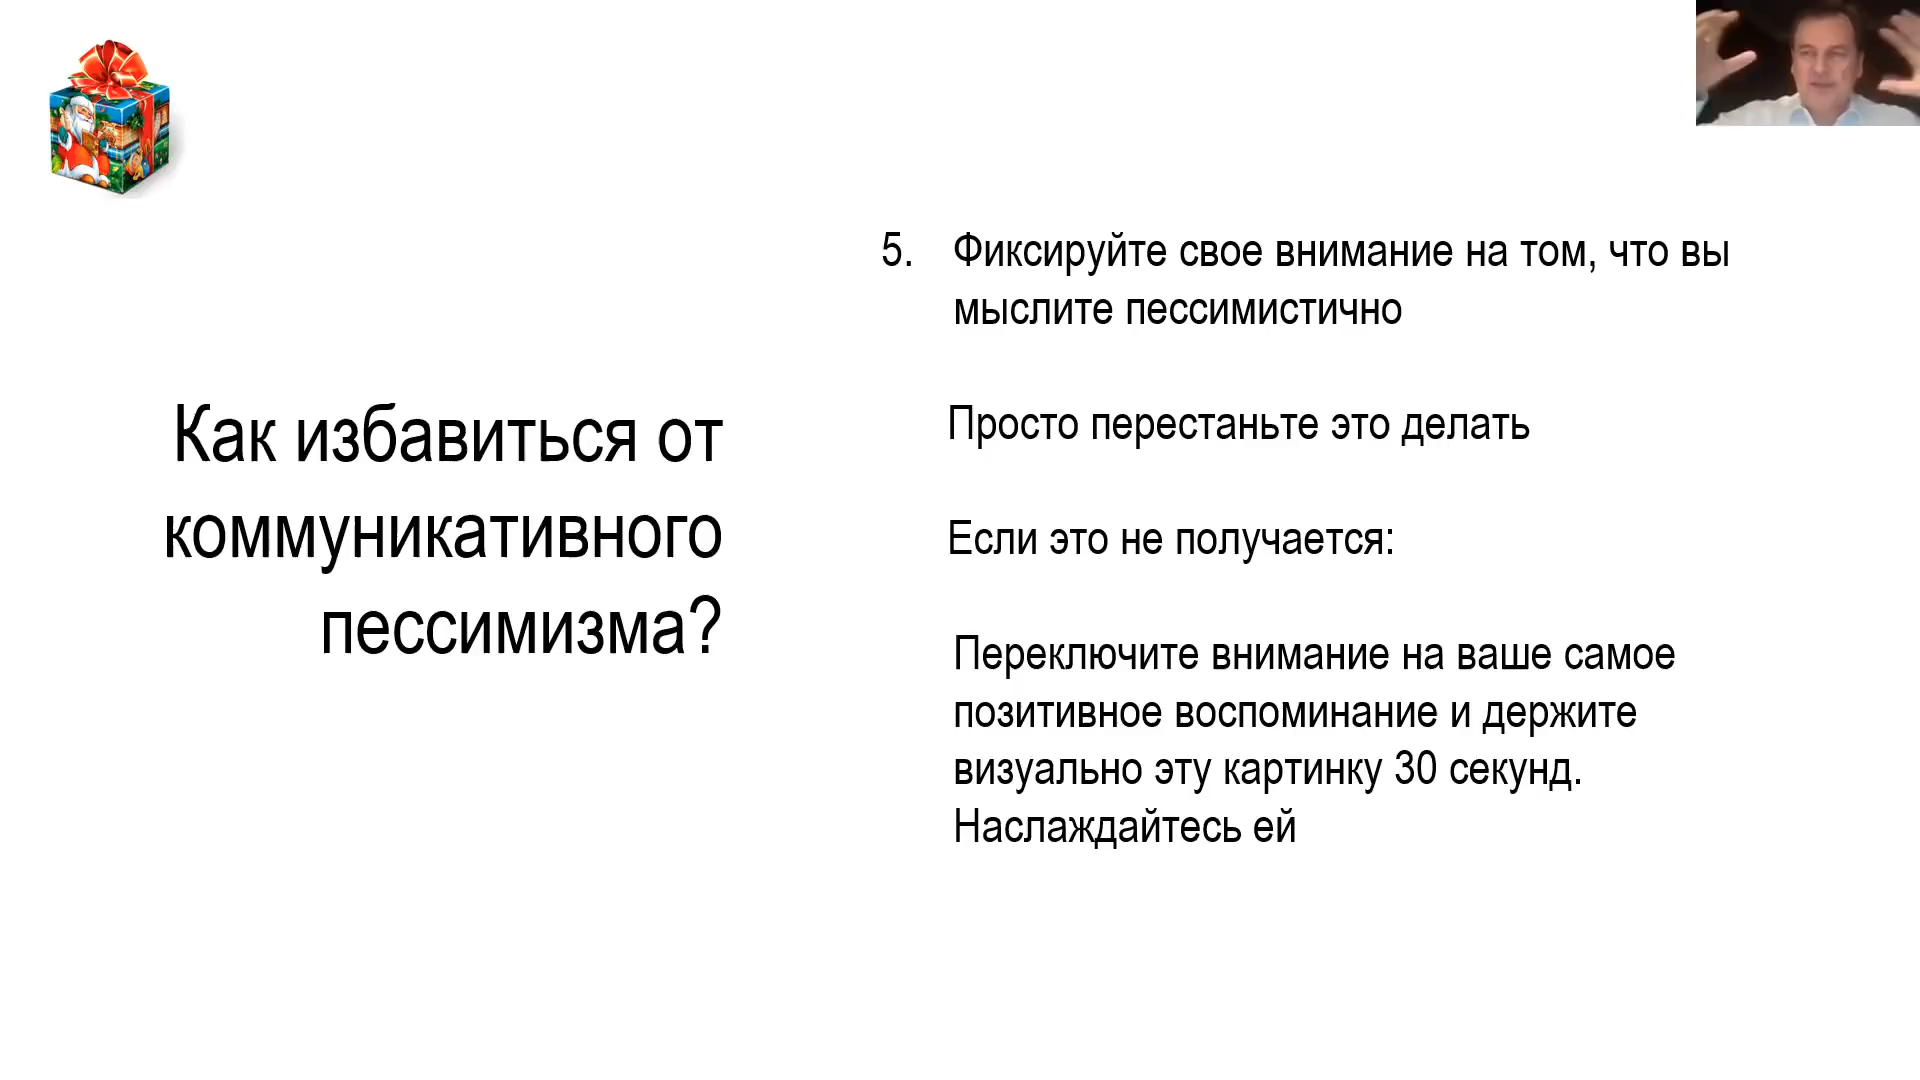 Как избавиться от
коммуникативного
пессимизма?
5. Фиксируйте свое внимание на том, что вы
мыслите пессимистично
Просто перестаньте это делать
Если это не получается:
Переключите внимание на ваше самое
позитивное воспоминание и держите
визуально эту картинку 30 секунд.
Наслаждайтесь ей